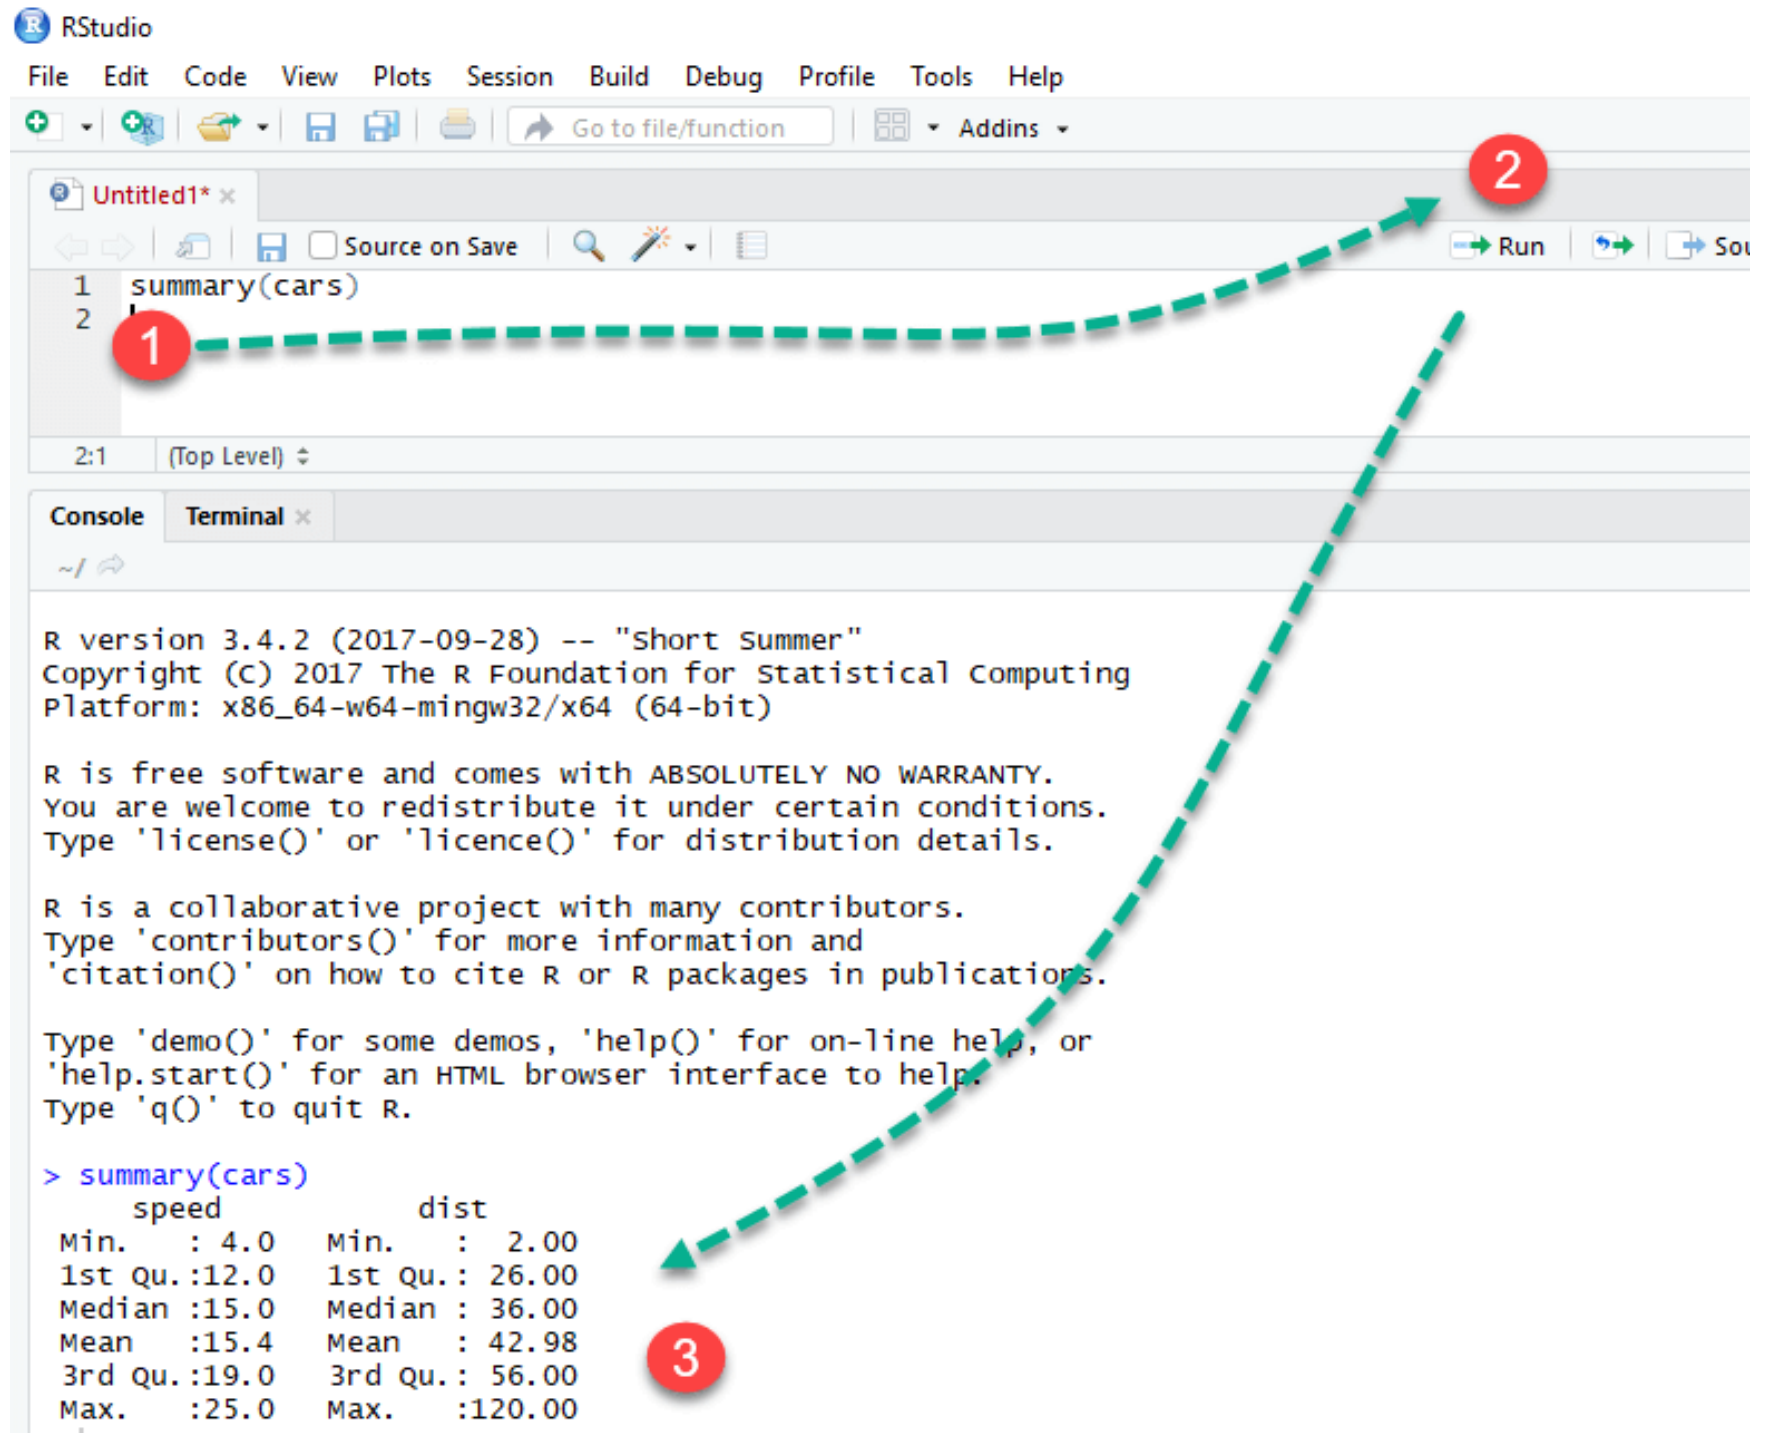 RStudio
File Edit Code View Plots Session Build Debug Profile Tools Help
Go to file/function Addins
2
Untitled1*
Source on Save Run
1 summary(cars)
2
1
2:1 (Top Level)
Console Terminal
~/
R version 3.4.2 (2017-09-28) -- "Short Summer"
Copyright (C) 2017 The R Foundation for Statistical Computing
Platform: x86_64-w64-mingw32/x64 (64-bit)
R is free software and comes with ABSOLUTELY NO WARRANTY.
You are welcome to redistribute it under certain conditions.
Type 'license()' or 'licence()' for distribution details.
R is a collaborative project with many contributors.
Type 'contributors()' for more information and
'citation()' on how to cite R or R packages in publications.
Type 'demo()' for some demos, 'help()' for on-line help, or
'help.start()' for an HTML browser interface to help.
Type 'q()' to quit R.
> summary(cars)
speed dist
Min. : 4.0 Min. : 2.00
1st Qu.:12.0 1st Qu.: 26.00
Median :15.0 Median : 36.00
Mean :15.4 Mean : 42.98
3rd Qu.:19.0 3rd Qu.: 56.00
Max. :25.0 Max. :120.00
3